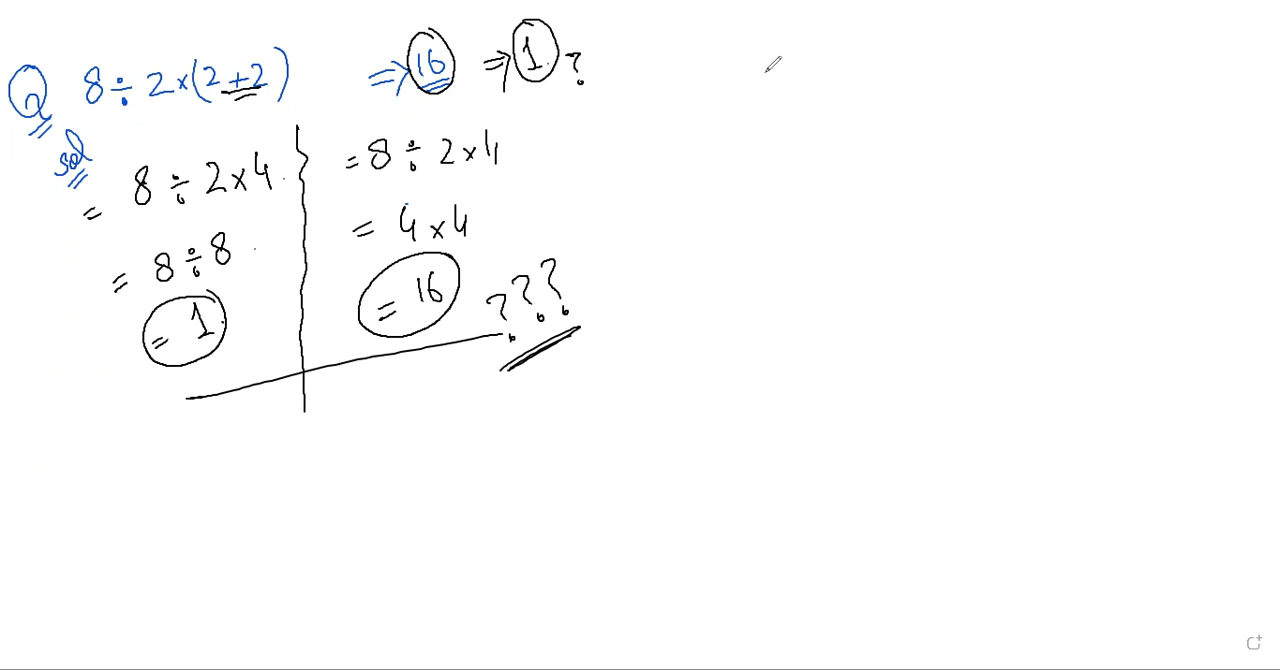 Q 8 ÷ 2 × (2 + 2) ⇒ 16 ⇒ 1 ?
Sol
= 8 ÷ 2 × 4
= 8 ÷ 8
= 1
= 8 ÷ 2 × 4
= 4 × 4
= 16 ???